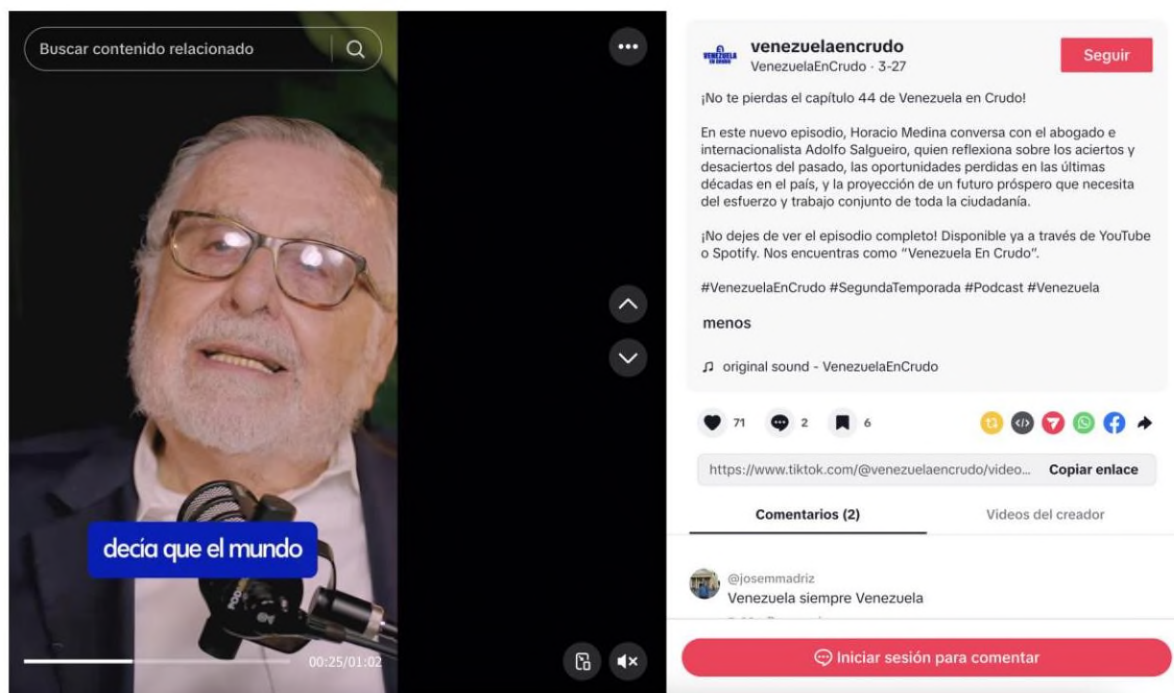 Buscar contenido relacionado
decía que el mundo
00:25/01:02
VENEZUELA
EN CRUDO
venezuelaencrudo
VenezuelaEnCrudo · 3-27
Seguir
¡No te pierdas el capítulo 44 de Venezuela en Crudo!
En este nuevo episodio, Horacio Medina conversa con el abogado e
internacionalista Adolfo Salgueiro, quien reflexiona sobre los aciertos y
desaciertos del pasado, las oportunidades perdidas en las últimas
décadas en el país, y la proyección de un futuro próspero que necesita
del esfuerzo y trabajo conjunto de toda la ciudadanía.
¡No dejes de ver el episodio completo! Disponible ya a través de YouTube
o Spotify. Nos encuentras como “Venezuela En Crudo”.
#VenezuelaEnCrudo #SegundaTemporada #Podcast #Venezuela
menos
original sound - VenezuelaEnCrudo
71 2 6
https://www.tiktok.com/@venezuelaencrudo/video... Copiar enlace
Comentarios (2) Videos del creador
@josemmadriz
Venezuela siempre Venezuela
Iniciar sesión para comentar